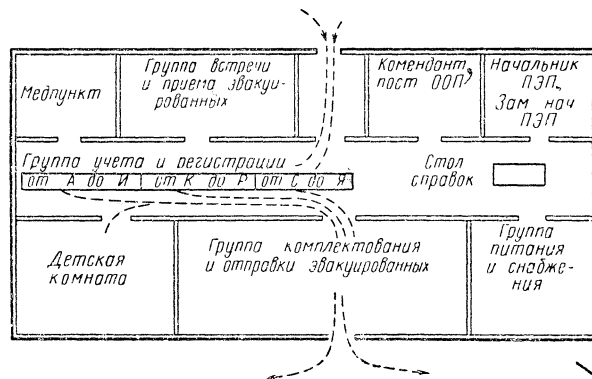 Медпункт
Группа встречи
и приема эвакуи-
рованных
Комендант,
пост ООП
Начальник
ПЭП,
Зам нач
ПЭП
Группа учета и регистрации
от А до И
от К до Р
от С до Я
Стол
справок
Детская
комната
Группа комплектования
и отправки эвакуированных
Группа
питания
и снабже-
ния